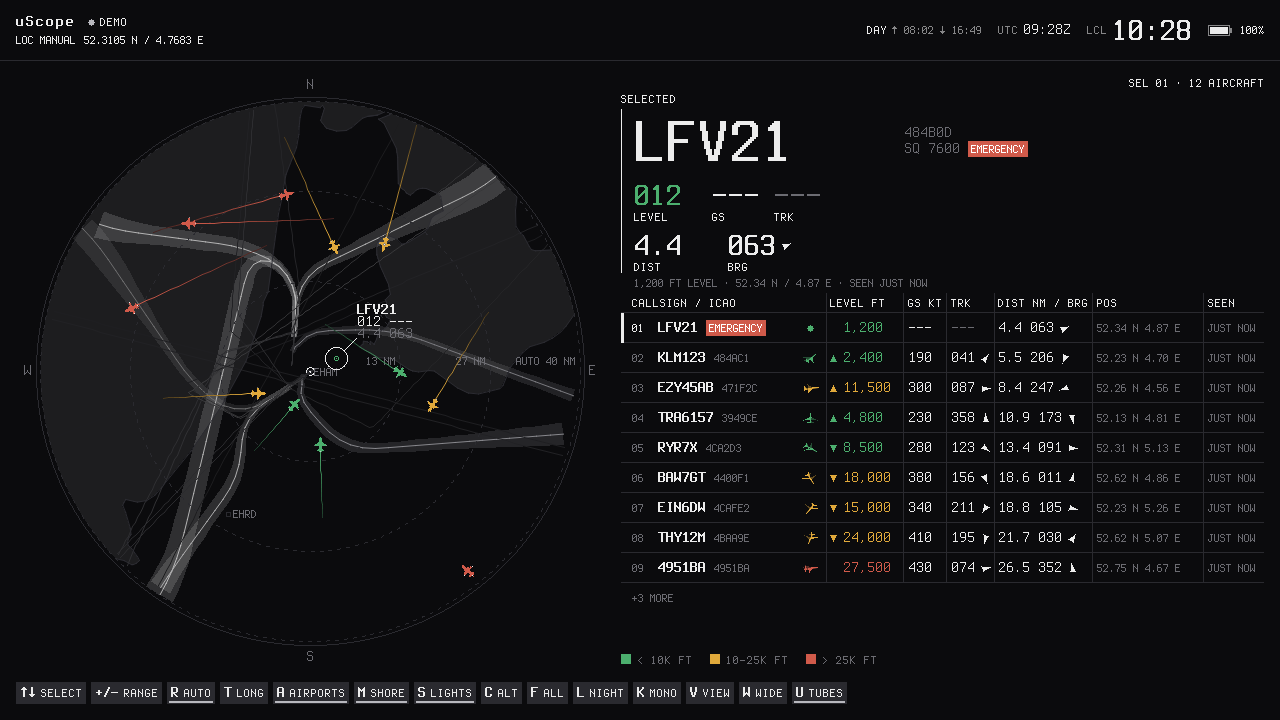 uScope DEMO
LOC MANUAL 52.3105 N / 4.7683 E
DAY ↑ 08:02 ↓ 16:49 UTC 09:28Z LCL 10:28 100%
SEL 01 · 12 AIRCRAFT
N
W
E
S
LFV21
012 ---
4.4 063
13 NM
27 NM
AUTO 40 NM
EHAM
EHRD
SELECTED
LFV21
484B0D
SQ 7600 EMERGENCY
012 --- ---
LEVEL GS TRK
4.4 063
DIST BRG
1,200 FT LEVEL · 52.34 N / 4.87 E · SEEN JUST NOW
CALLSIGN / ICAO LEVEL FT GS KT TRK DIST NM / BRG POS SEEN
01 LFV21 EMERGENCY 1,200 --- --- 4.4 063 52.34 N 4.87 E JUST NOW
02 KLM123 484AC1 ▲ 2,400 190 041 5.5 206 52.23 N 4.70 E JUST NOW
03 EZY45AB 471F2C ▲ 11,500 300 087 8.4 247 52.26 N 4.56 E JUST NOW
04 TRA6157 3949CE ▲ 4,800 230 358 10.9 173 52.13 N 4.81 E JUST NOW
05 RYR7X 4CA2D3 ▼ 8,500 280 123 13.4 091 52.31 N 5.13 E JUST NOW
06 BAW7GT 4400F1 ▼ 18,000 380 156 18.6 011 52.62 N 4.86 E JUST NOW
07 EIN6DW 4CAFE2 ▼ 15,000 340 211 18.8 105 52.23 N 5.26 E JUST NOW
08 THY12M 4BAA9E ▼ 24,000 410 195 21.7 030 52.62 N 5.07 E JUST NOW
09 4951BA 4951BA 27,500 430 074 26.5 352 52.75 N 4.67 E JUST NOW
+3 MORE
< 10K FT 10-25K FT > 25K FT
↑↓ SELECT +/- RANGE R AUTO T LONG A AIRPORTS M SHORE S LIGHTS C ALT F ALL L NIGHT K MONO V VIEW W WIDE U TUBES